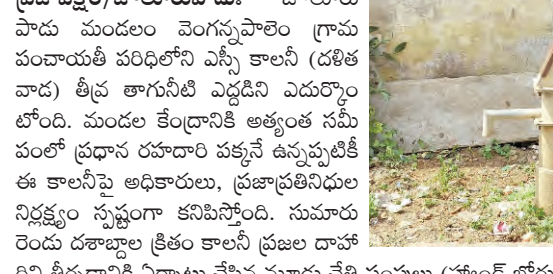 పాడు మండలం వెంగన్నపాలెం గ్రామ
పంచాయతీ పరిధిలోని ఎస్సీ కాలనీ (దళిత
వాడ) తీవ్ర తాగునీటి ఎద్దడిని ఎదుర్కొం
టోంది. మండల కేంద్రానికి అత్యంత సమీ
పంలో ప్రధాన రహదారి పక్కనే ఉన్నప్పటికీ
ఈ కాలనీపై అధికారులు, ప్రజాప్రతినిధుల
నిర్లక్ష్యం స్పష్టంగా కనిపిస్తోంది. సుమారు
రెండు దశాబ్దాల క్రితం కాలనీ ప్రజల దాహా